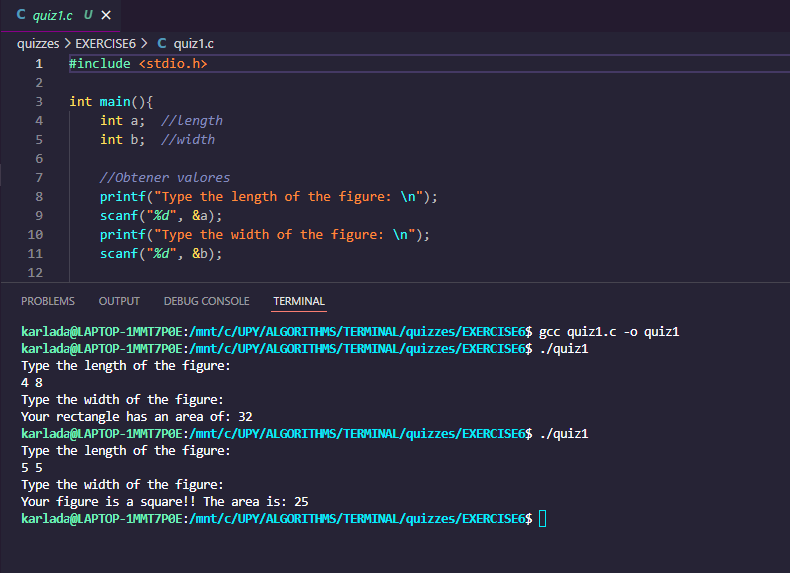 C quiz1.c U ×
quizzes > EXERCISE6 > C quiz1.c
1 #include <stdio.h>
2
3 int main(){
4 int a; //length
5 int b; //width
6
7 //Obtener valores
8 printf("Type the length of the figure: \n");
9 scanf("%d", &a);
10 printf("Type the width of the figure: \n");
11 scanf("%d", &b);
12
PROBLEMS OUTPUT DEBUG CONSOLE TERMINAL
karlada@LAPTOP-1MMT7P0E:/mnt/c/UPY/ALGORITHMS/TERMINAL/quizzes/EXERCISE6$ gcc quiz1.c -o quiz1
karlada@LAPTOP-1MMT7P0E:/mnt/c/UPY/ALGORITHMS/TERMINAL/quizzes/EXERCISE6$ ./quiz1
Type the length of the figure:
4 8
Type the width of the figure:
Your rectangle has an area of: 32
karlada@LAPTOP-1MMT7P0E:/mnt/c/UPY/ALGORITHMS/TERMINAL/quizzes/EXERCISE6$ ./quiz1
Type the length of the figure:
5 5
Type the width of the figure:
Your figure is a square!! The area is: 25
karlada@LAPTOP-1MMT7P0E:/mnt/c/UPY/ALGORITHMS/TERMINAL/quizzes/EXERCISE6$